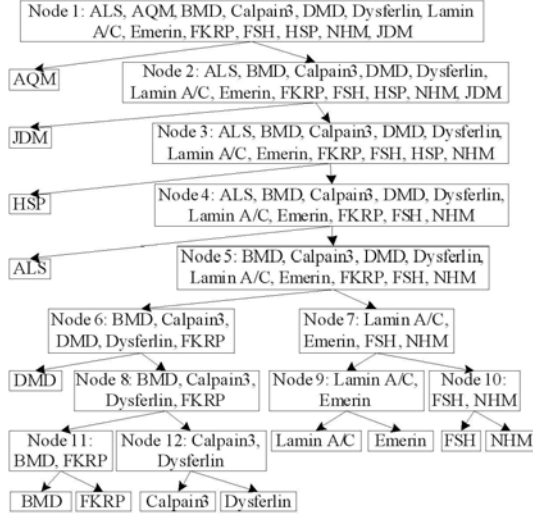 Node 1: ALS, AQM, BMD, Calpain3, DMD, Dysferlin, Lamin
A/C, Emerin, FKRP, FSH, HSP, NHM, JDM
AQM
Node 2: ALS, BMD, Calpain3, DMD, Dysferlin,
Lamin A/C, Emerin, FKRP, FSH, HSP, NHM, JDM
JDM
Node 3: ALS, BMD, Calpain3, DMD, Dysferlin,
Lamin A/C, Emerin, FKRP, FSH, HSP, NHM
HSP
Node 4: ALS, BMD, Calpain3, DMD, Dysferlin,
Lamin A/C, Emerin, FKRP, FSH, NHM
ALS
Node 5: BMD, Calpain3, DMD, Dysferlin,
Lamin A/C, Emerin, FKRP, FSH, NHM
Node 6: BMD, Calpain3,
DMD, Dysferlin, FKRP
Node 7: Lamin A/C,
Emerin, FSH, NHM
DMD
Node 8: BMD, Calpain3,
Dysferlin, FKRP
Node 9: Lamin A/C,
Emerin
Node 10:
FSH, NHM
Node 11:
BMD, FKRP
Node 12: Calpain3,
Dysferlin
Lamin A/C
Emerin
FSH
NHM
BMD
FKRP
Calpain3
Dysferlin